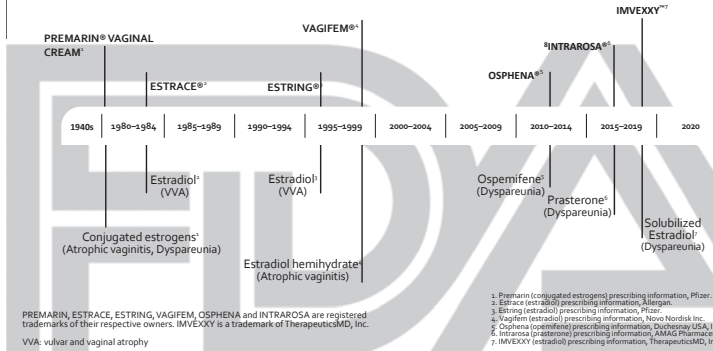 IMVEXXY™⁷
VAGIFEM®⁴
PREMARIN® VAGINAL
CREAM¹
⁸INTRAROSA®⁶
OSPHENA®⁵
ESTRACE®²
ESTRING®³
1940s 1980–1984 1985–1989 1990–1994 1995–1999 2000–2004 2005–2009 2010–2014 2015–2019 2020
Estradiol²
(VVA)
Estradiol³
(VVA)
Ospemifene⁵
(Dyspareunia)
Prasterone⁶
(Dyspareunia)
Solubilized
Estradiol⁷
(Dyspareunia)
Conjugated estrogens¹
(Atrophic vaginitis, Dyspareunia)
Estradiol hemihydrate⁴
(Atrophic vaginitis)
FDA
PREMARIN, ESTRACE, ESTRING, VAGIFEM, OSPHENA and INTRAROSA are registered
trademarks of their respective owners. IMVEXXY is a trademark of TherapeuticsMD, Inc.
VVA: vulvar and vaginal atrophy
1. Premarin (conjugated estrogens) prescribing information, Pfizer.
2. Estrace (estradiol) prescribing information, Allergan.
3. Estring (estradiol) prescribing information, Pfizer.
4. Vagifem (estradiol) prescribing information, Novo Nordisk Inc.
5. Osphena (opemifene) prescribing information, Duchesnay USA, I
6. Intrarosa (prasterone) prescribing information, AMAG Pharmace
7. IMVEXXY (estradiol) prescribing information, TherapeuticsMD, In